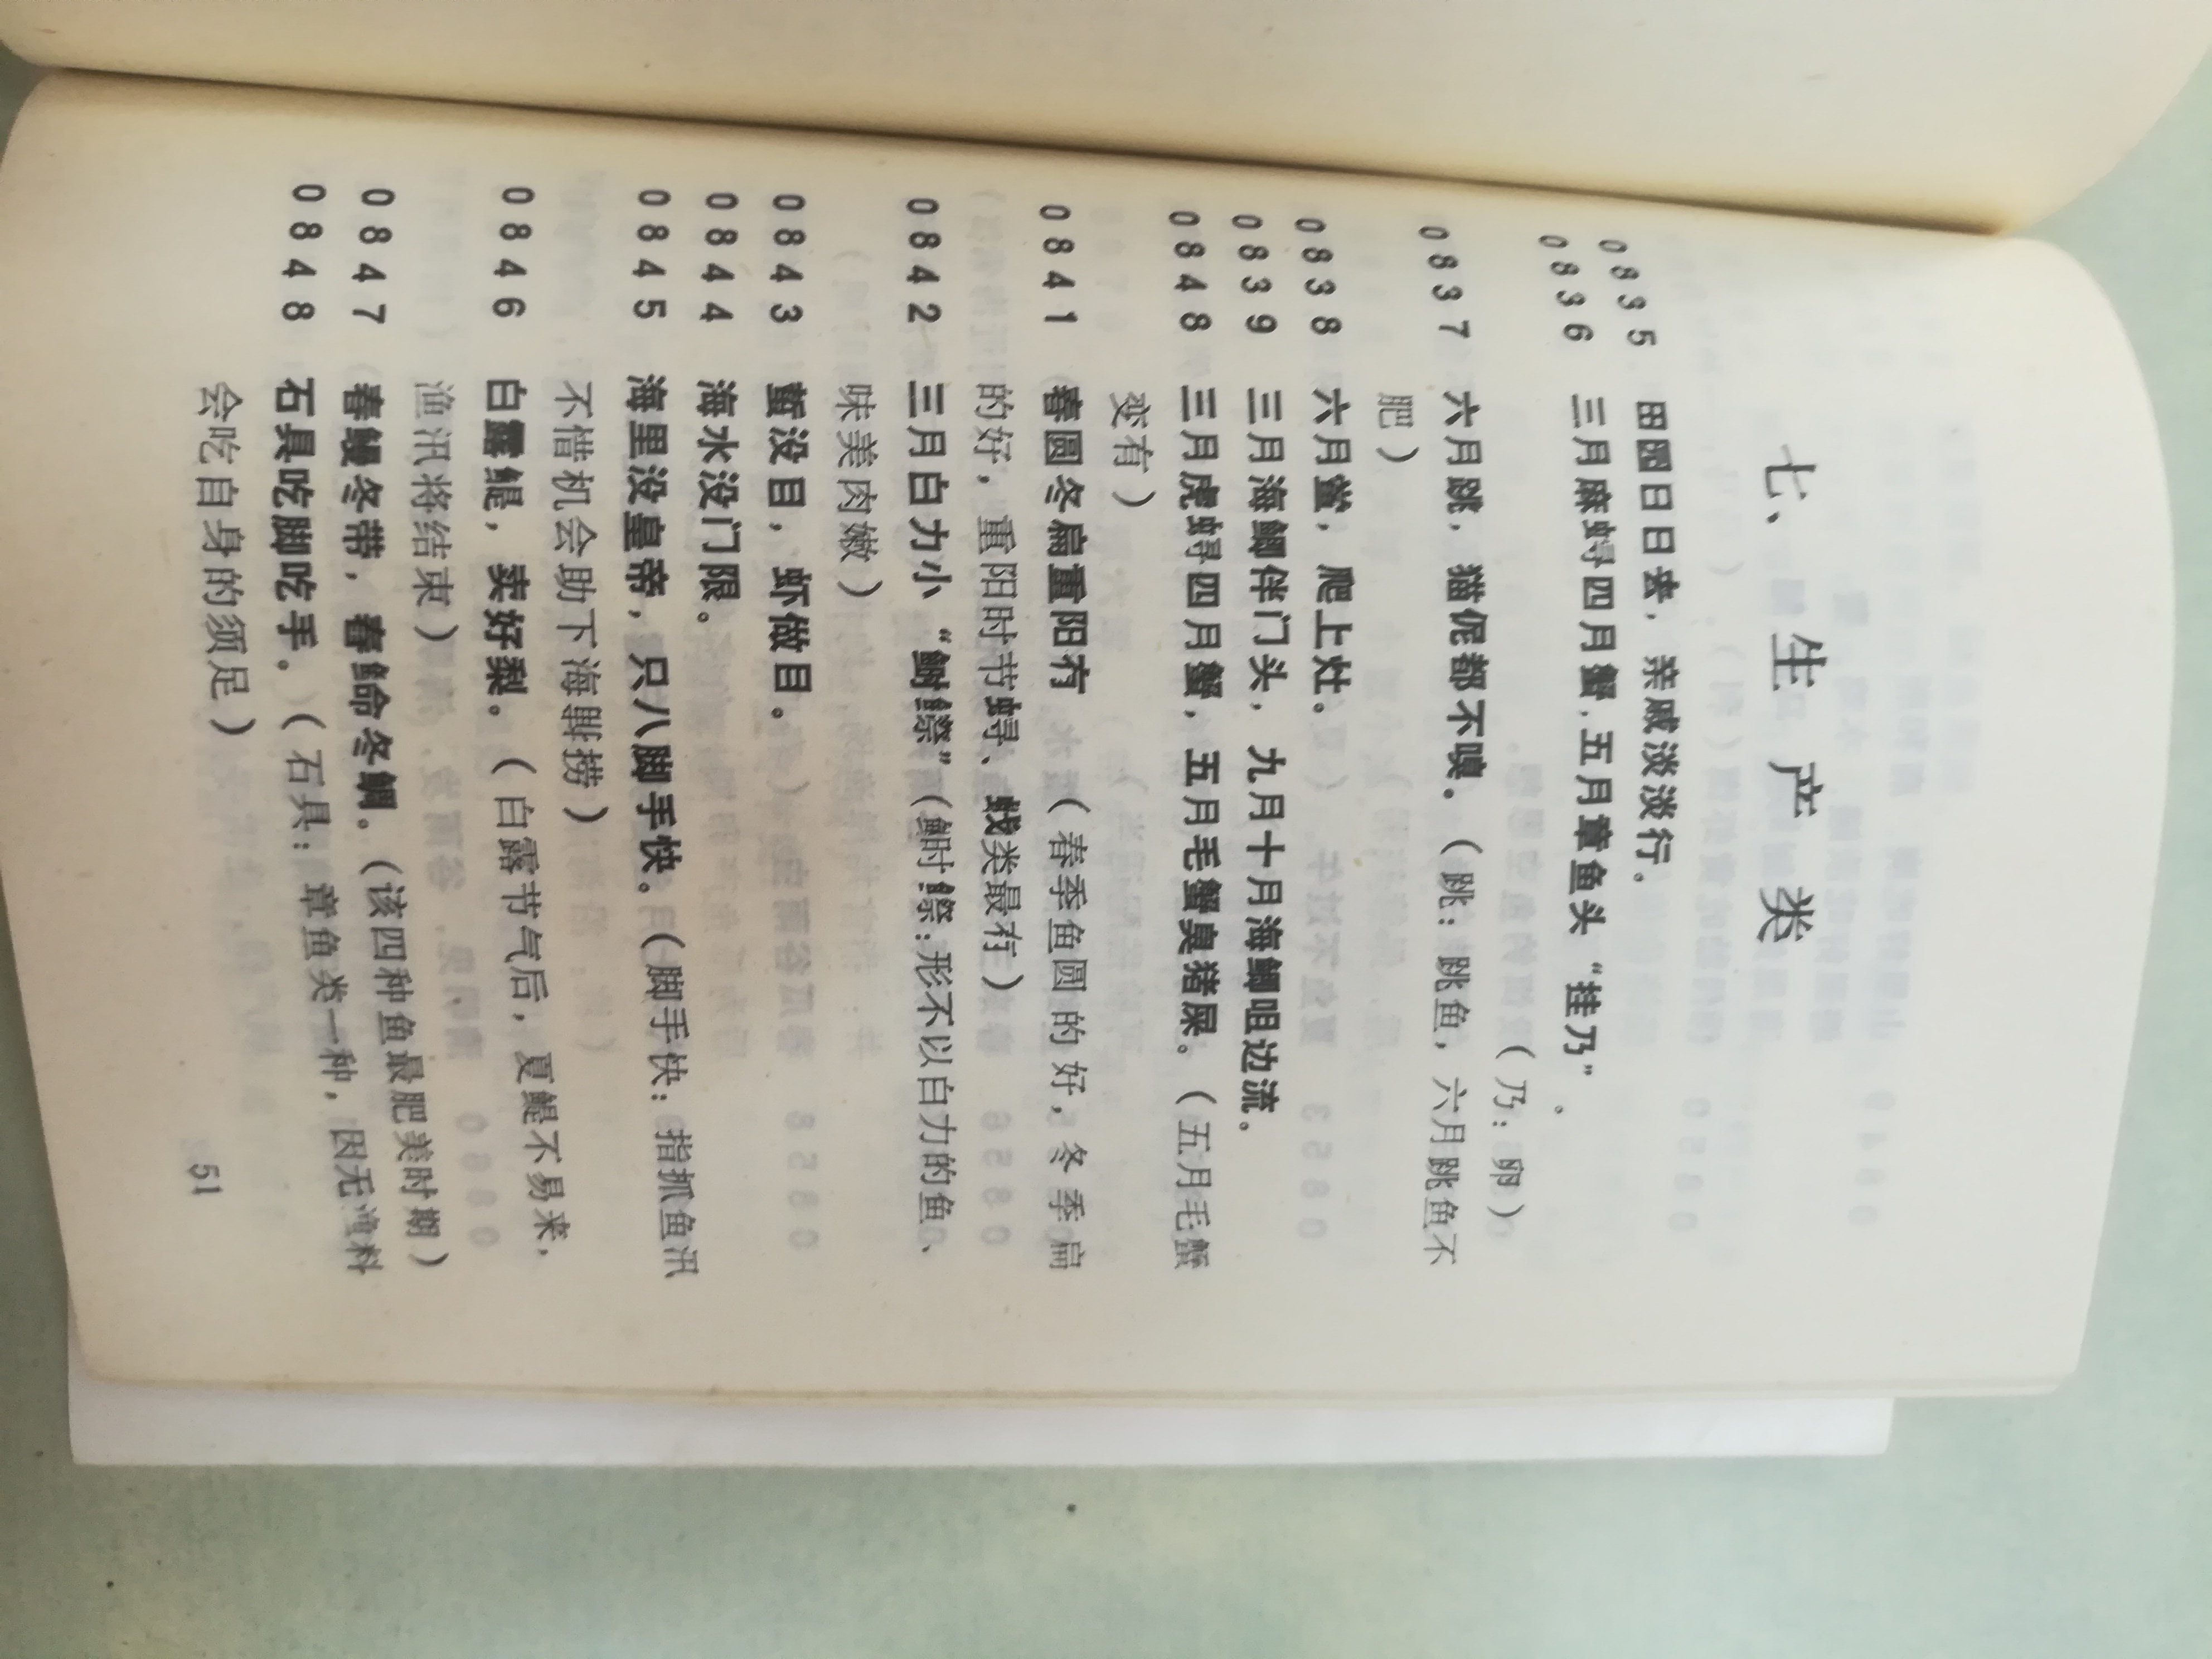 七、生产类
0835 田园日日去，亲戚淡淡行。
0836 三月麻蟳四月蟹，五月章鱼头“挂乃”。
（乃：卵）
0837 六月跳，猫伲都不嗅。（跳：跳鱼，六月跳鱼不
肥）
0838 六月鲎，爬上灶。
0839 三月海鲫伴门头，九月十月海鲫咀边流。
0848 三月虎蟳四月蟹，五月毛蟹臭猪屎。（五月毛蟹
变有）
0841 春圆冬扁重阳冇 （春季鱼圆的好，冬季扁
的好，重阳时节蟳、类最冇）
0842 三月白力小“鲥鰶”（鲥鰶：形不以白力的鱼、
味美肉嫩）
0843 蜇没目，虾做目。
0844 海水没门限。
0845 海里没皇帝，只八脚手快。（脚手快：指抓鱼汛
不惜机会助下海捞）
0846 白露鳀，卖好梨。（白露节气后，夏鳀不易来，
渔汛将结束）
0847 春鳗冬带，春冬鲷。（该四种鱼最肥美时期）
0848 石具吃脚吃手。（石具：章鱼类一种，因无渔料
会吃自身的须足）
51